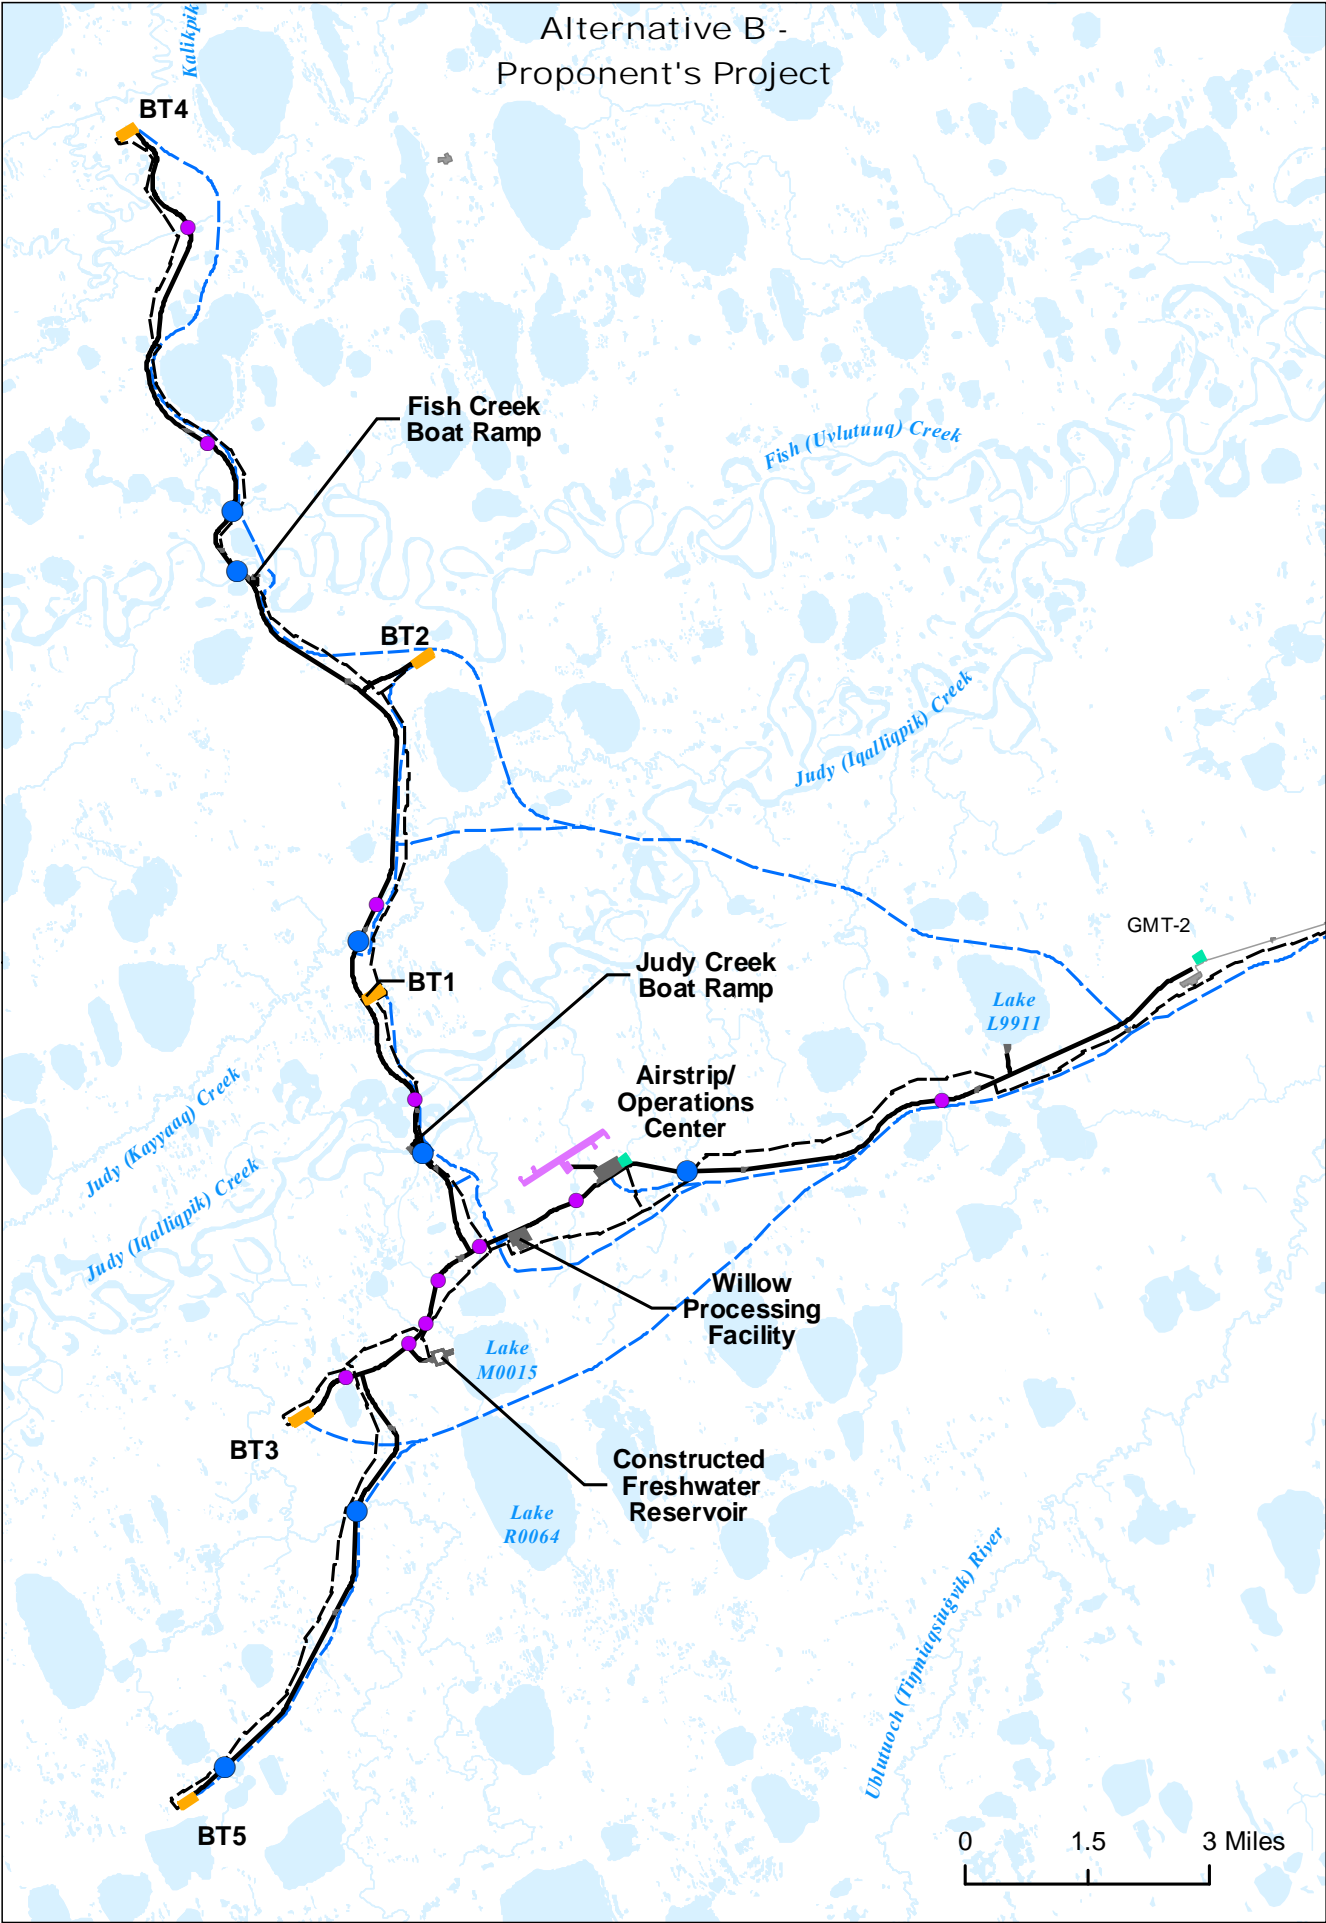 Alternative B -
Proponent's Project
Kalikpik
BT4
Fish Creek
Boat Ramp
Fish (Uvlutuuq) Creek
BT2
Judy (Iqalliqpik) Creek
GMT-2
Judy Creek
Boat Ramp
BT1
Lake
L9911
Airstrip/
Operations
Center
Judy (Kayyaaq) Creek
Judy (Iqalliqpik) Creek
Willow
Processing
Facility
Lake
M0015
BT3
Constructed
Freshwater
Reservoir
Lake
R0064
Ublutuoch (Tiŋmiaqsiuġvik) River
BT5
0 1.5 3 Miles